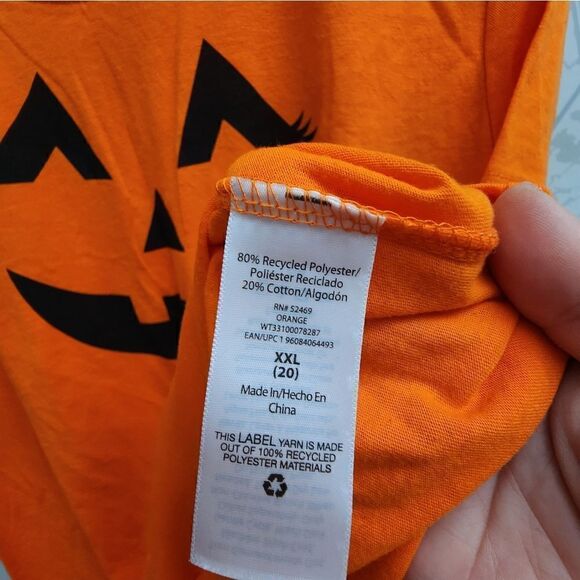 80% Recycled Polyester/
Poliéster Reciclado
20% Cotton/Algodón
RN# S2469
ORANGE
WT33100078287
EAN/UPC 1 96084064493
XXL
(20)
Made In/Hecho En
China
THIS LABEL YARN IS MADE
OUT OF 100% RECYCLED
POLYESTER MATERIALS